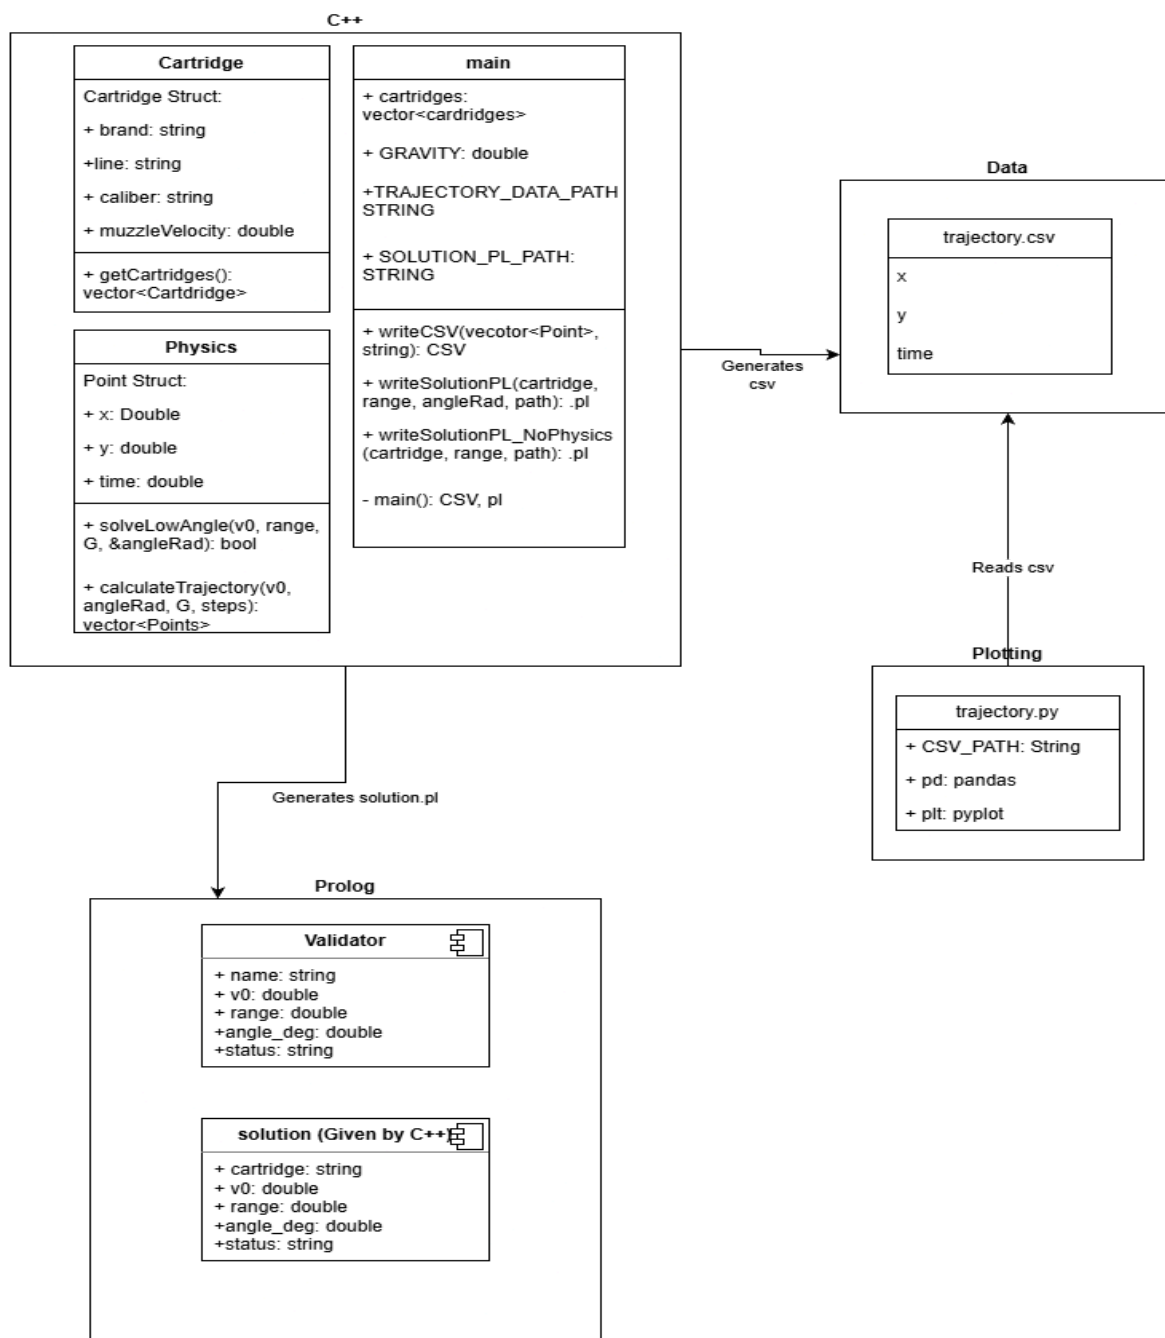 C++
Cartridge
Cartridge Struct:
+ brand: string
+line: string
+ caliber: string
+ muzzleVelocity: double
+ getCartridges():
vector<Cartdridge>
Physics
Point Struct:
+ x: Double
+ y: double
+ time: double
+ solveLowAngle(v0, range,
G, &angleRad): bool
+ calculateTrajectory(v0,
angleRad, G, steps):
vector<Points>
main
+ cartridges:
vector<cardridges>
+ GRAVITY: double
+TRAJECTORY_DATA_PATH
STRING
+ SOLUTION_PL_PATH:
STRING
+ writeCSV(vecotor<Point>,
string): CSV
+ writeSolutionPL(cartridge,
range, angleRad, path): .pl
+ writeSolutionPL_NoPhysics
(cartridge, range, path): .pl
- main(): CSV, pl
Generates
csv
Data
trajectory.csv
x
y
time
Reads csv
Plotting
trajectory.py
+ CSV_PATH: String
+ pd: pandas
+ plt: pyplot
Generates solution.pl
Prolog
Validator
+ name: string
+ v0: double
+ range: double
+angle_deg: double
+status: string
solution (Given by C++)
+ cartridge: string
+ v0: double
+ range: double
+angle_deg: double
+status: string